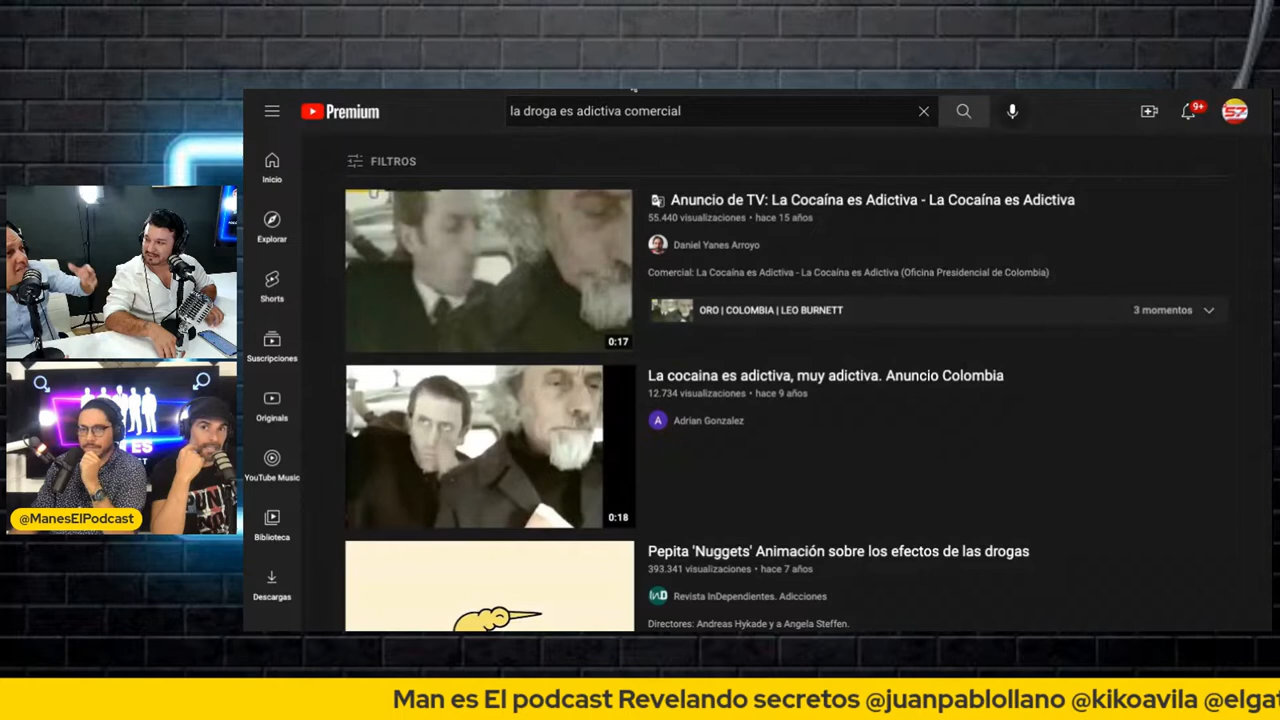 Premium
la droga es adictiva comercial
9+
57
Inicio
Explorar
Shorts
Suscripciones
Originals
YouTube Music
Biblioteca
Descargas
FILTROS
0:17
Anuncio de TV: La Cocaína es Adictiva - La Cocaína es Adictiva
55.440 visualizaciones • hace 15 años
Daniel Yanes Arroyo
Comercial: La Cocaína es Adictiva - La Cocaína es Adictiva (Oficina Presidencial de Colombia)
ORO | COLOMBIA | LEO BURNETT
3 momentos
0:18
La cocaina es adictiva, muy adictiva. Anuncio Colombia
12.734 visualizaciones • hace 9 años
A
Adrian Gonzalez
Pepita 'Nuggets' Animación sobre los efectos de las drogas
393.341 visualizaciones • hace 7 años
InD
Revista InDependientes. Adicciones
Directores: Andreas Hykade y a Angela Steffen.
ES
@ManesElPodcast
Man es El podcast Revelando secretos @juanpablollano @kikoavila @elgat